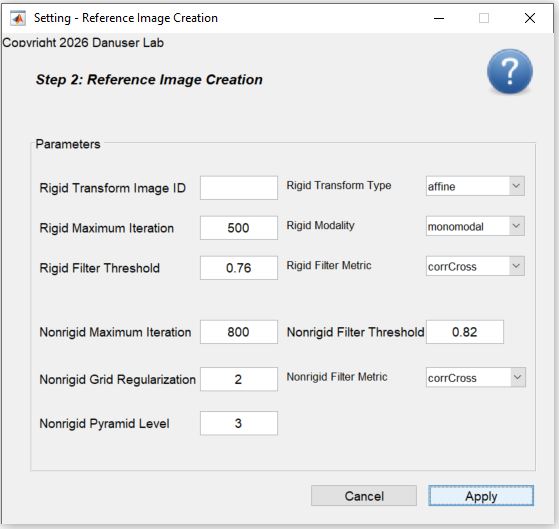 Setting - Reference Image Creation
Copyright 2026 Danuser Lab
Step 2: Reference Image Creation
?
Parameters
Rigid Transform Image ID
Rigid Transform Type affine
Rigid Maximum Iteration 500
Rigid Modality monomodal
Rigid Filter Threshold 0.76
Rigid Filter Metric corrCross
Nonrigid Maximum Iteration 800
Nonrigid Filter Threshold 0.82
Nonrigid Grid Regularization 2
Nonrigid Filter Metric corrCross
Nonrigid Pyramid Level 3
Cancel
Apply